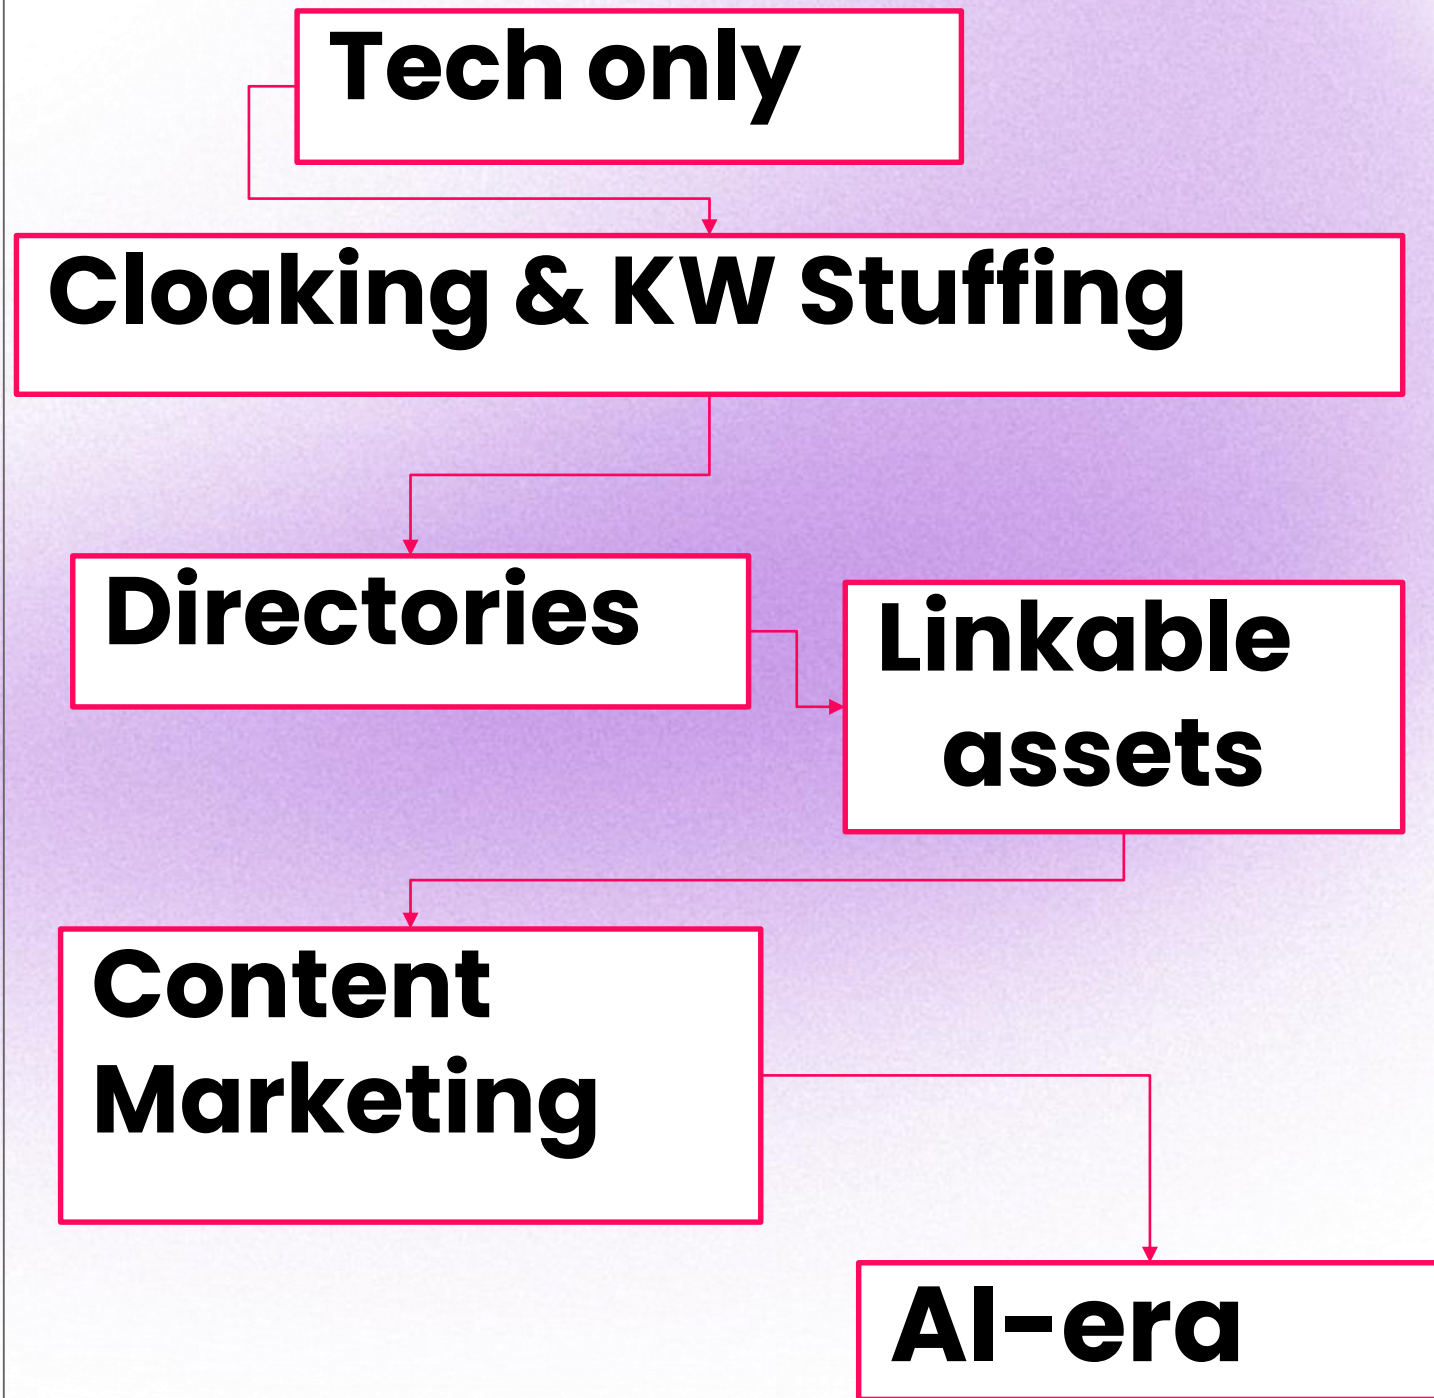 Tech only
Cloaking & KW Stuffing
Directories
Linkable
assets
Content
Marketing
AI-era